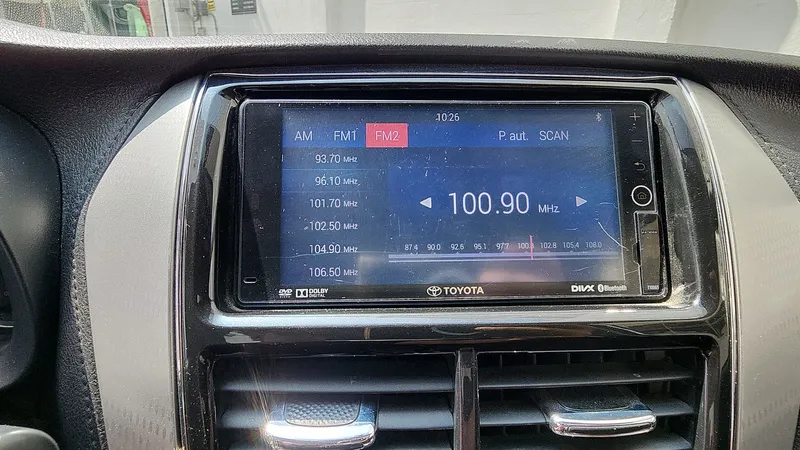 10:26
AM FM1 FM2 P. aut. SCAN
93.70 MHz
96.10 MHz
101.70 MHz
102.50 MHz
104.90 MHz
106.50 MHz
100.90 MHz
87.4 90.0 92.6 95.1 97.7 100.3 102.8 105.4 108.0
DVD DOLBY DIGITAL TOYOTA DIVX Bluetooth